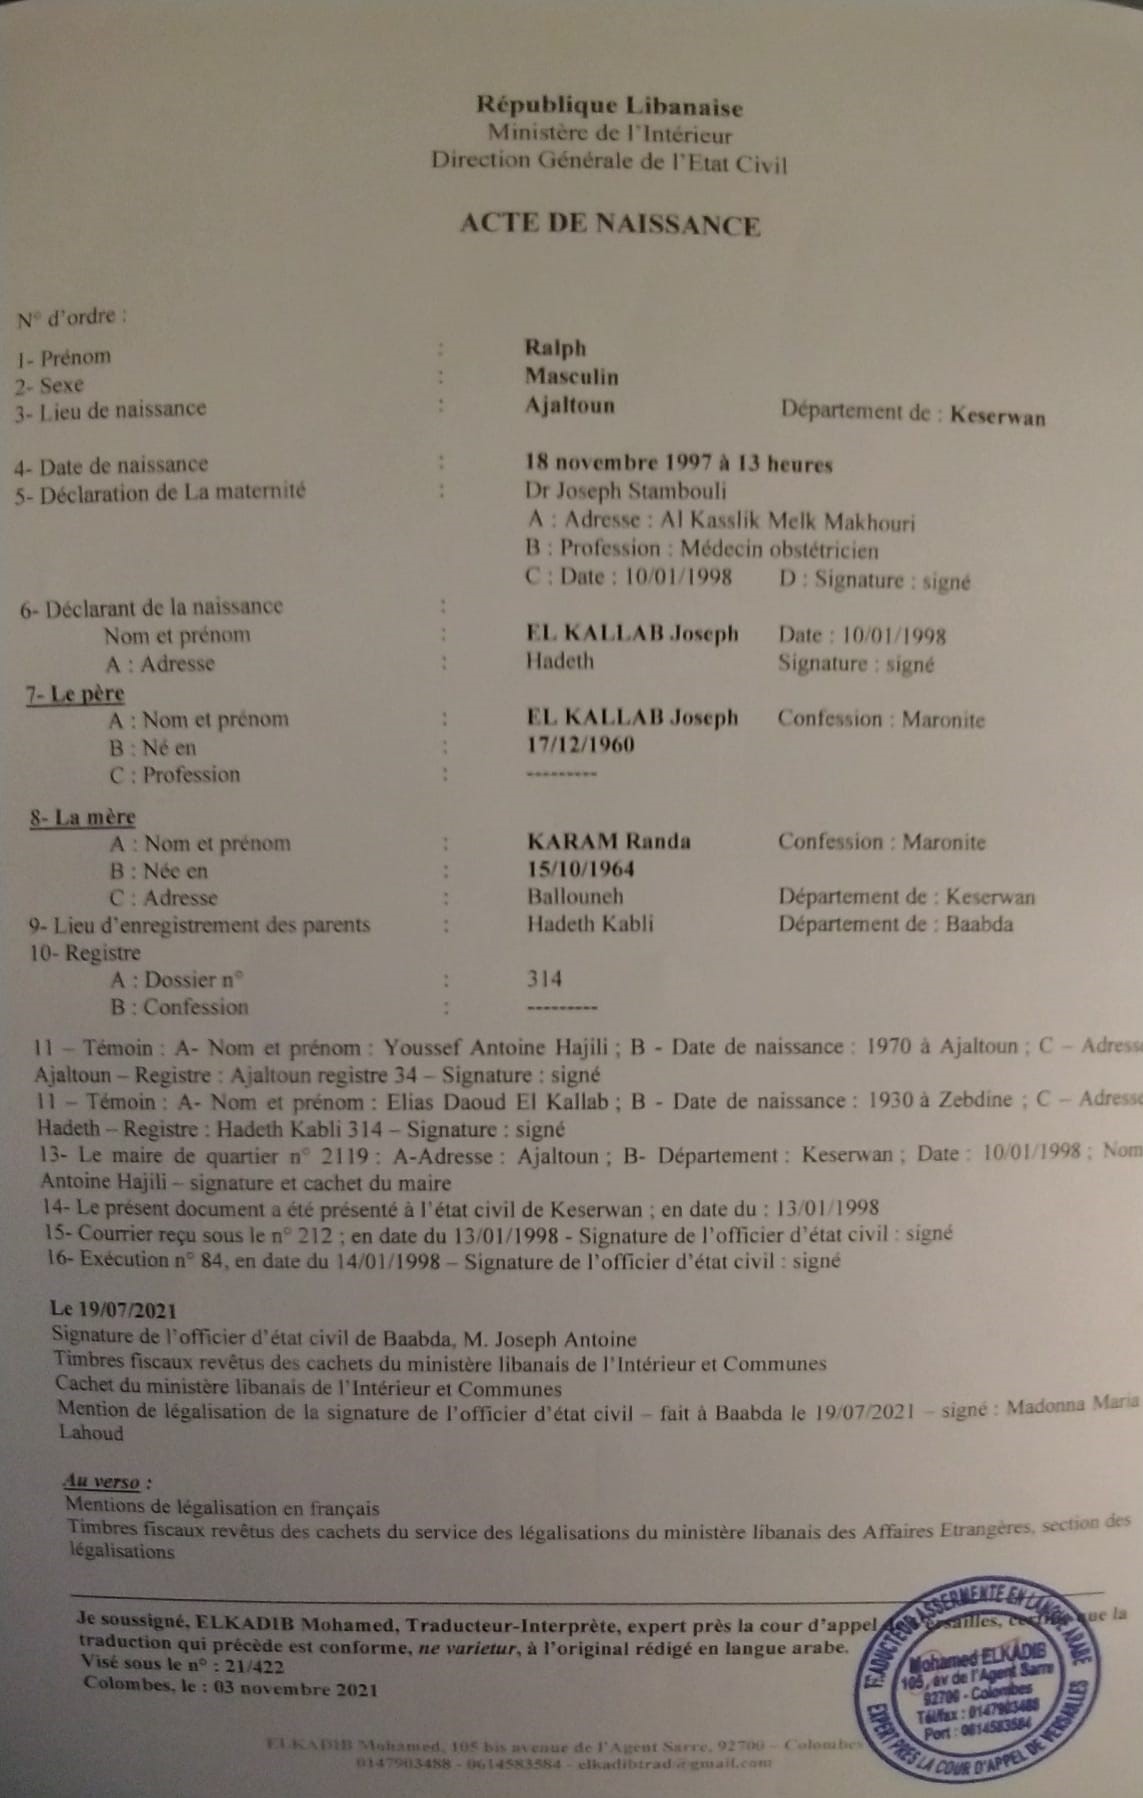 République Libanaise
Ministère de l'Intérieur
Direction Générale de l'Etat Civil
ACTE DE NAISSANCE
N° d'ordre :
1- Prénom : Ralph
2- Sexe : Masculin
3- Lieu de naissance : Ajaltoun Département de : Keserwan
4- Date de naissance : 18 novembre 1997 à 13 heures
5- Déclaration de La maternité : Dr Joseph Stambouli
A : Adresse : Al Kasslik Melk Makhouri
B : Profession : Médecin obstétricien
C : Date : 10/01/1998 D : Signature : signé
6- Déclarant de la naissance :
Nom et prénom : EL KALLAB Joseph Date : 10/01/1998
A : Adresse : Hadeth Signature : signé
7- Le père
A : Nom et prénom : EL KALLAB Joseph Confession : Maronite
B : Né en : 17/12/1960
C : Profession : ---------
8- La mère
A : Nom et prénom : KARAM Randa Confession : Maronite
B : Née en : 15/10/1964
C : Adresse : Ballouneh Département de : Keserwan
9- Lieu d'enregistrement des parents : Hadeth Kabli Département de : Baabda
10- Registre
A : Dossier n° : 314
B : Confession : ---------
11 – Témoin : A- Nom et prénom : Youssef Antoine Hajili ; B - Date de naissance : 1970 à Ajaltoun ; C – Adresse
Ajaltoun – Registre : Ajaltoun registre 34 – Signature : signé
11 – Témoin : A- Nom et prénom : Elias Daoud El Kallab ; B - Date de naissance : 1930 à Zebdine ; C – Adresse
Hadeth – Registre : Hadeth Kabli 314 – Signature : signé
13- Le maire de quartier n° 2119 : A-Adresse : Ajaltoun ; B- Département : Keserwan ; Date : 10/01/1998 ; Nom
Antoine Hajili – signature et cachet du maire
14- Le présent document a été présenté à l'état civil de Keserwan ; en date du : 13/01/1998
15- Courrier reçu sous le n° 212 ; en date du 13/01/1998 - Signature de l'officier d'état civil : signé
16- Exécution n° 84, en date du 14/01/1998 – Signature de l'officier d'état civil : signé
Le 19/07/2021
Signature de l'officier d'état civil de Baabda, M. Joseph Antoine
Timbres fiscaux revêtus des cachets du ministère libanais de l'Intérieur et Communes
Cachet du ministère libanais de l'Intérieur et Communes
Mention de légalisation de la signature de l'officier d'état civil – fait à Baabda le 19/07/2021 – signé : Madonna Maria
Lahoud
Au verso :
Mentions de légalisation en français
Timbres fiscaux revêtus des cachets du service des légalisations du ministère libanais des Affaires Etrangères, section des
légalisations
Je soussigné, ELKADIB Mohamed, Traducteur-Interprète, expert près la cour d'appel que la
traduction qui précède est conforme, ne varietur, à l'original rédigé en langue arabe.
Visé sous le n° : 21/422
Colombes, le : 03 novembre 2021
TRADUCTEUR ASSERMENTE EN LANGUE ARABE
Mohamed ELKADIB
105, av de l'Agent Sarre
92700 - Colombes
Tél/fax : 0147903488
Port : 0614583584
EXPERT PRES LA COUR D'APPEL DE VERSAILLES
ELKADIB Mohamed, 105 bis avenue de l'Agent Sarre, 92700 – Colombes
0147903488 - 0614583584 – elkadibtrad@gmail.com